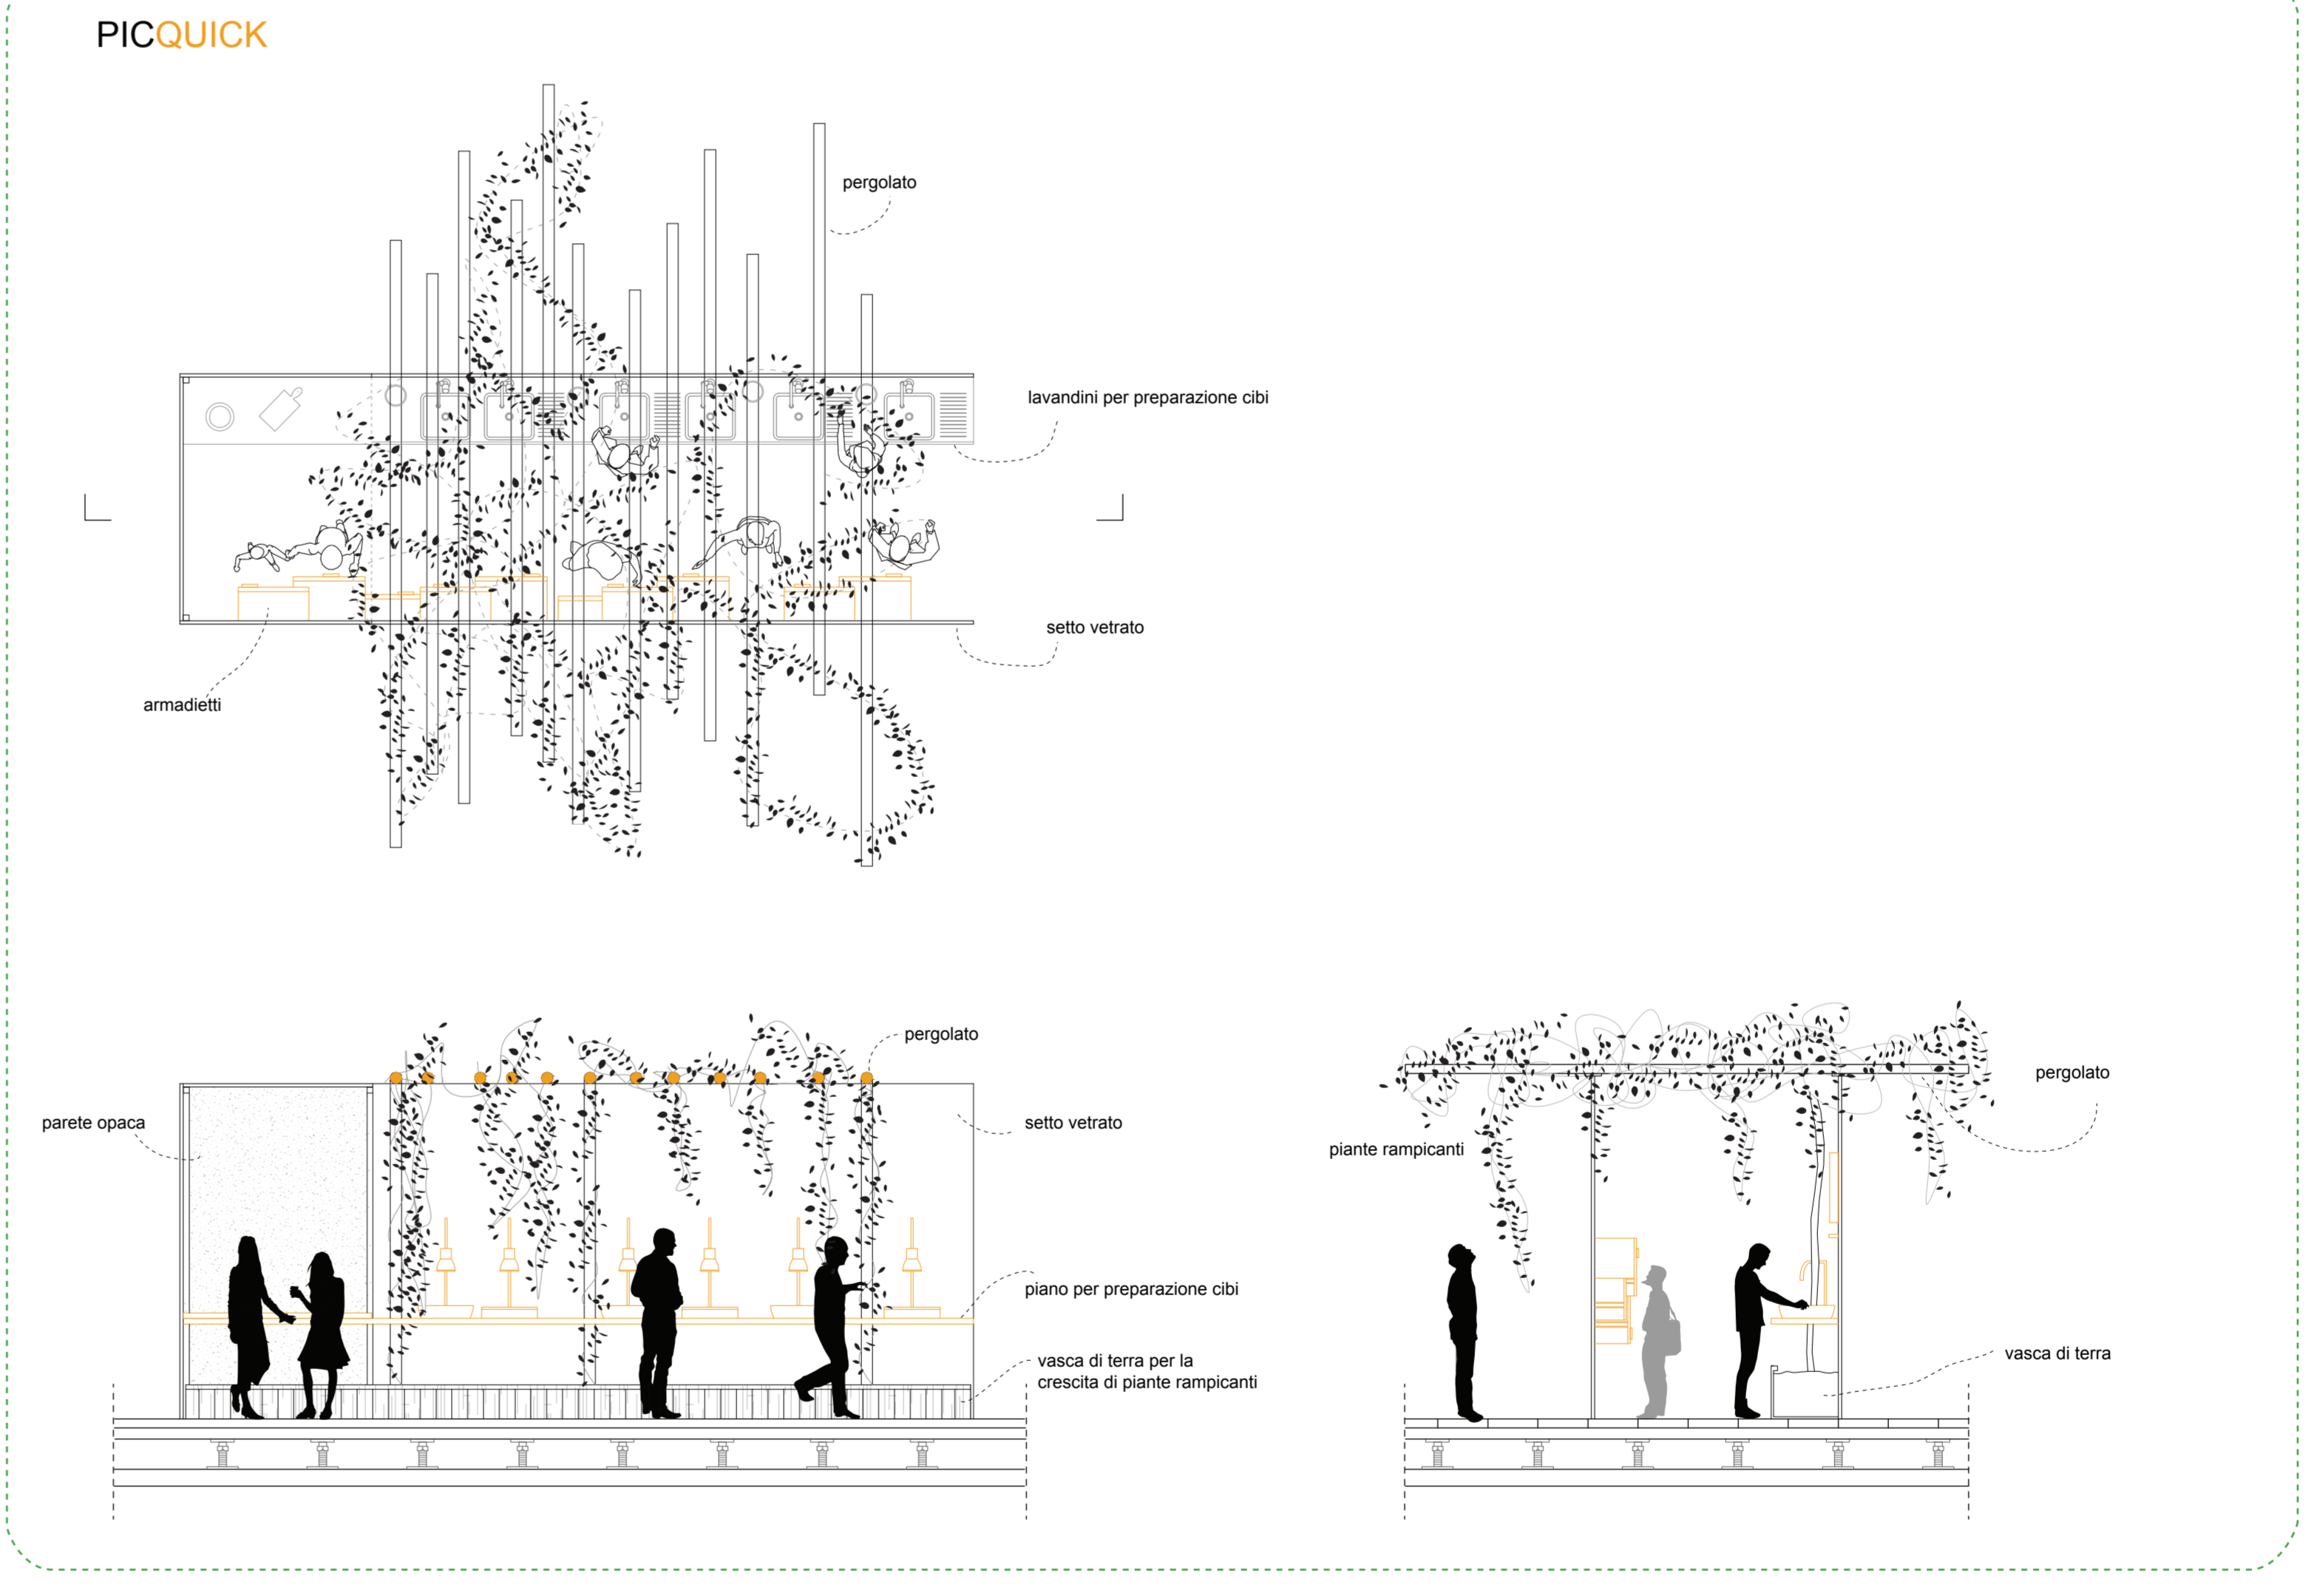 PICQUICK
pergolato
lavandini per preparazione cibi
setto vetrato
armadietti
pergolato
parete opaca
setto vetrato
piano per preparazione cibi
vasca di terra per la
crescita di piante rampicanti
pergolato
piante rampicanti
vasca di terra